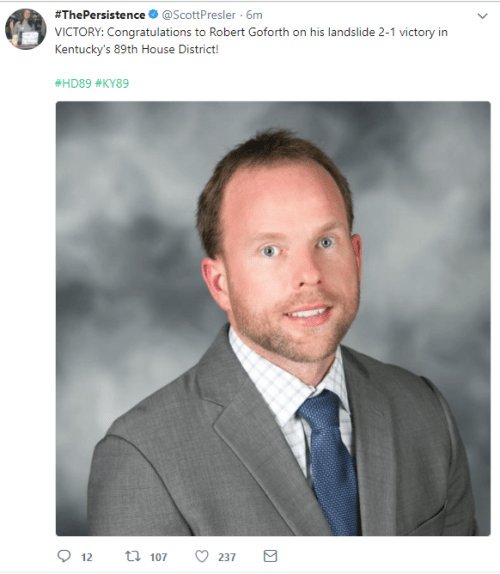 #ThePersistence @ScottPresler · 6m
VICTORY: Congratulations to Robert Goforth on his landslide 2-1 victory in
Kentucky's 89th House District!
#HD89 #KY89
12 107 237